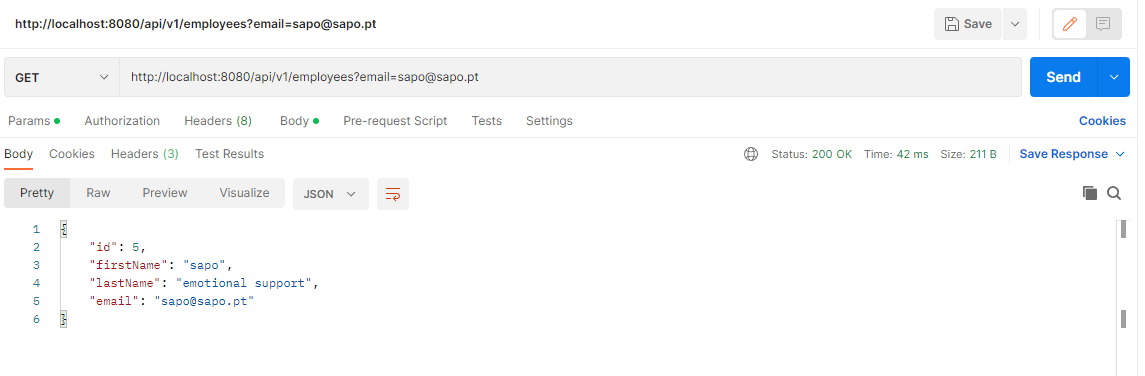 http://localhost:8080/api/v1/employees?email=sapo@sapo.pt Save
GET http://localhost:8080/api/v1/employees?email=sapo@sapo.pt Send
Params Authorization Headers (8) Body Pre-request Script Tests Settings Cookies
Body Cookies Headers (3) Test Results Status: 200 OK Time: 42 ms Size: 211 B Save Response
Pretty Raw Preview Visualize JSON
1 {
2 "id": 5,
3 "firstName": "sapo",
4 "lastName": "emotional support",
5 "email": "sapo@sapo.pt"
6 }